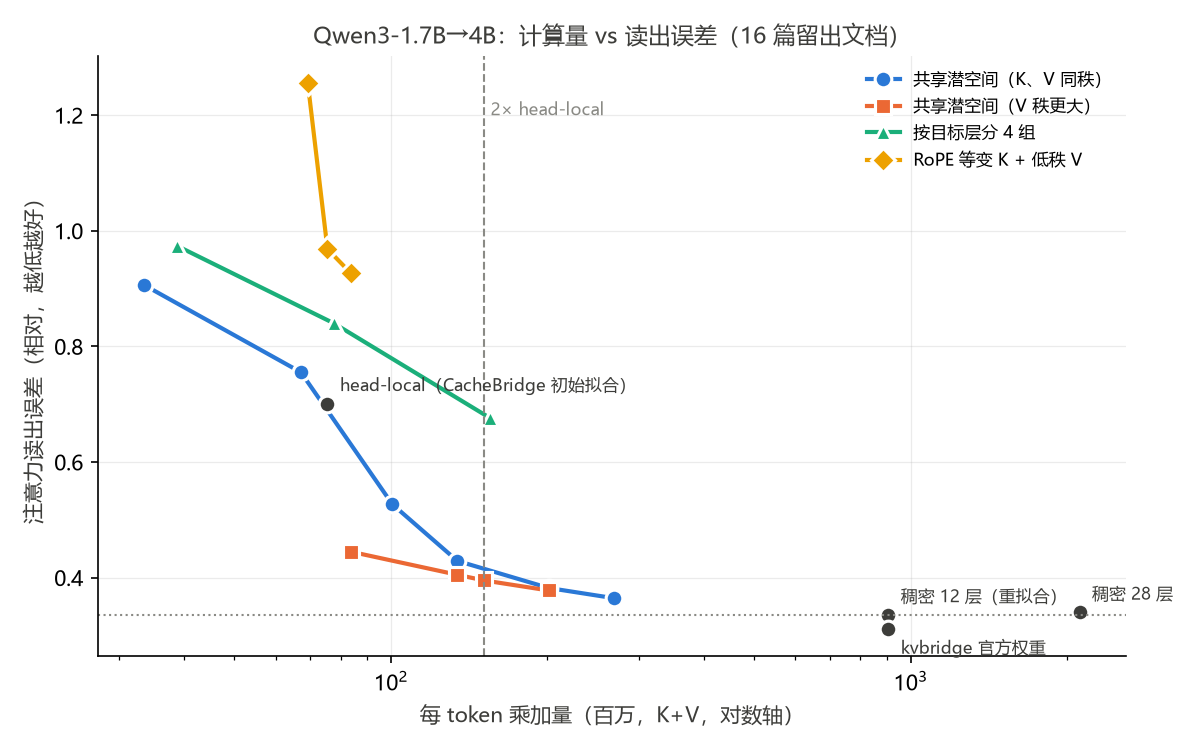 Qwen3-1.7B→4B：计算量 vs 读出误差（16 篇留出文档）
共享潜空间（K、V 同秩）
共享潜空间（V 秩更大）
按目标层分 4 组
RoPE 等变 K + 低秩 V
2× head-local
1.2
1.0
0.8
0.6
0.4
注意力读出误差（相对，越低越好）
head-local（CacheBridge 初始拟合）
稠密 12 层（重拟合）
稠密 28 层
kvbridge 官方权重
10²
10³
每 token 乘加量（百万，K+V，对数轴）